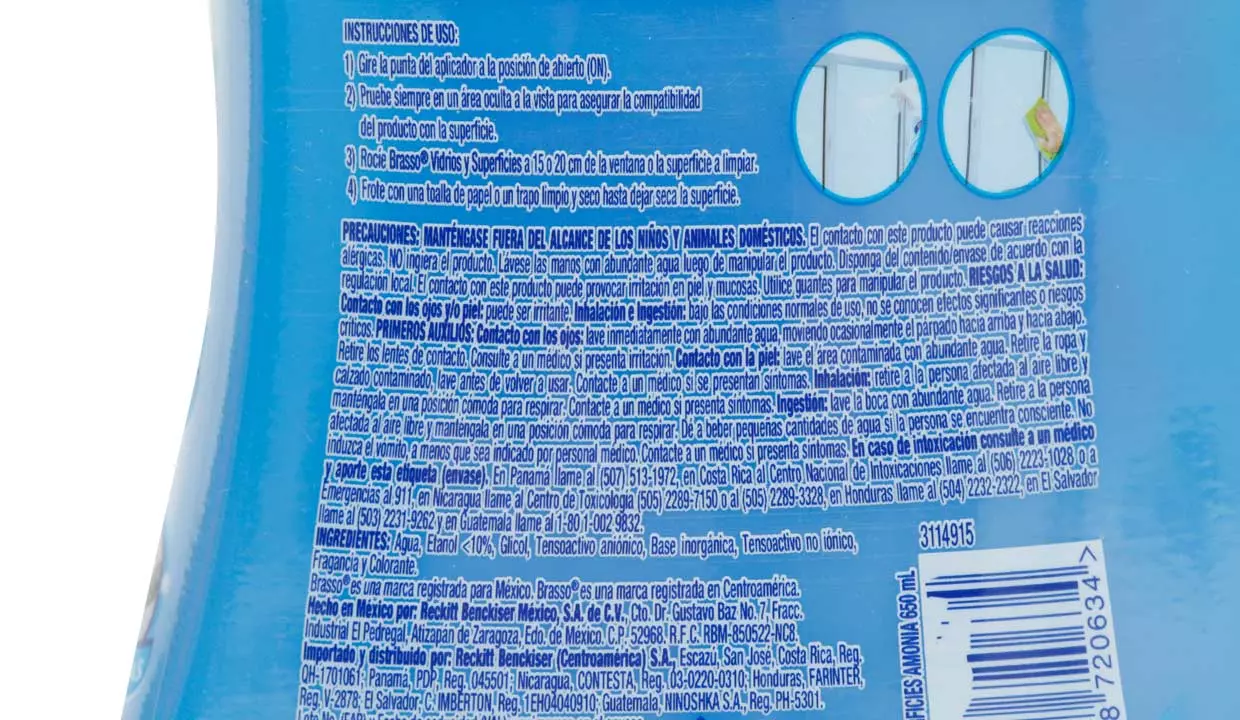 INSTRUCCIONES DE USO:
1) Gire la punta del aplicador a la posición de abierto (ON).
2) Pruebe siempre en un área oculta a la vista para asegurar la compatibilidad
del producto con la superficie.
3) Rocíe Brasso® Vidrios y Superficies a 15 o 20 cm de la ventana o la superficie a limpiar.
4) Frote con una toalla de papel o un trapo limpio y seco hasta dejar seca la superficie.
PRECAUCIONES: MANTÉNGASE FUERA DEL ALCANCE DE LOS NIÑOS Y ANIMALES DOMÉSTICOS. El contacto con este producto puede causar reacciones
alérgicas. NO ingiera el producto. Lávese las manos con abundante agua luego de manipular el producto. Disponga del contenido/envase de acuerdo con la
regulación local. El contacto con este producto puede provocar irritación en piel y mucosas. Utilice guantes para manipular el producto. RIESGOS A LA SALUD:
Contacto con los ojos y/o piel: puede ser irritante. Inhalación e Ingestión: bajo las condiciones normales de uso, no se conocen efectos significantes o riesgos
críticos. PRIMEROS AUXILIOS: Contacto con los ojos: lave inmediatamente con abundante agua, moviendo ocasionalmente el párpado hacia arriba y hacia abajo.
Retire los lentes de contacto. Consulte a un médico si presenta irritación. Contacto con la piel: lave el área contaminada con abundante agua. Retire la ropa y
calzado contaminado, lave antes de volver a usar. Contacte a un médico si se presentan síntomas. Inhalación: retire a la persona afectada al aire libre y
manténgala en una posición cómoda para respirar. Contacte a un médico si presenta síntomas. Ingestión: lave la boca con abundante agua. Retire a la persona
afectada al aire libre y manténgala en una posición cómoda para respirar. De a beber pequeñas cantidades de agua si la persona se encuentra consciente. No
induzca el vomito, a menos que sea indicado por personal médico. Contacte a un médico si presenta síntomas. En caso de intoxicación consulte a un médico
y aporte esta etiqueta (envase). En Panamá llame al (507) 513-1972, en Costa Rica al Centro Nacional de Intoxicaciones llame al (506) 2223-1028 o a
Emergencias al 911, en Nicaragua llame al Centro de Toxicología (505) 2289-7150 o al (505) 2289-3328, en Honduras llame al (504) 2232-2322, en El Salvador
llame al (503) 2231-9262 y en Guatemala llame al 1-80 1-002 9832.
INGREDIENTES: Agua, Etanol <10%, Glicol, Tensoactivo aniónico, Base inorgánica, Tensoactivo no iónico,
Fragancia y Colorante.
Brasso® es una marca registrada para México. Brasso® es una marca registrada en Centroamérica.
Hecho en México por: Reckitt Benckiser México, S.A. de C.V., Cto. Dr. Gustavo Baz No. 7, Fracc.
Industrial El Pedregal, Atizapan de Zaragoza, Edo. de México. C.P. 52968. R.F.C. RBM-850522-NC8.
Importado y distribuido por: Reckitt Benckiser (Centroamérica) S.A., Escazú, San José, Costa Rica, Reg.
QH-1701061; Panamá, PDP, Reg. 045501; Nicaragua, CONTESTA, Reg. 03-0220-0310; Honduras, FARINTER,
Reg. V-2878; El Salvador; C. IMBERTON, Reg. 1EH04040910; Guatemala, NINOSHKA S.A., Reg. PH-5301.
3114915
FICIES AMONIA 650 mL
8 720634 >